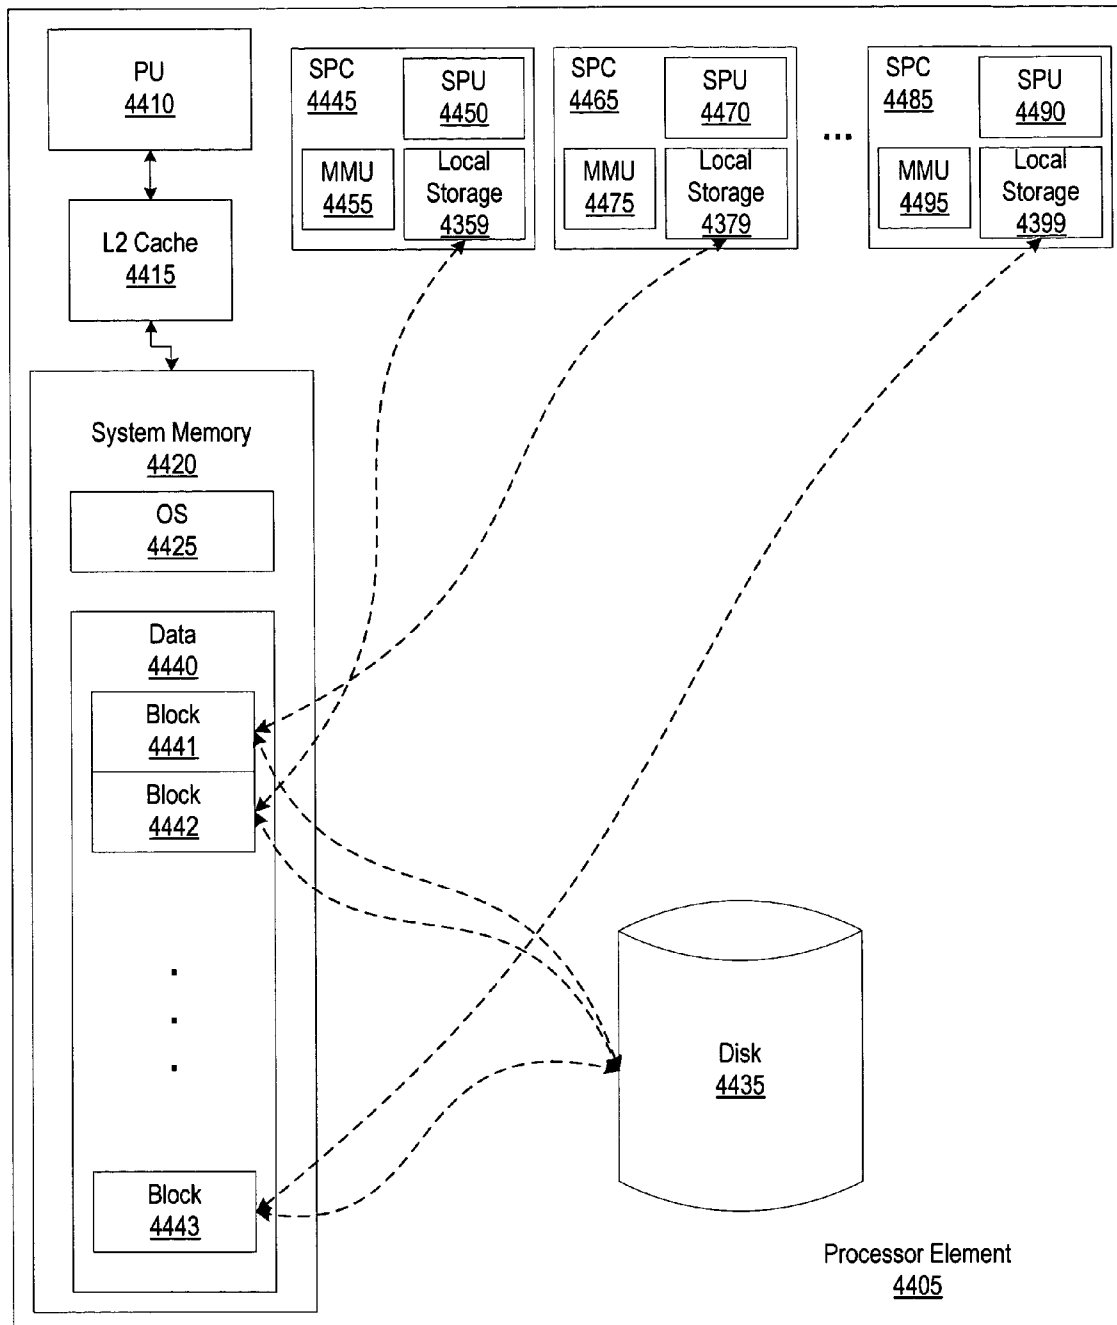 PU
4410
L2 Cache
4415
SPC
4445
SPU
4450
MMU
4455
Local
Storage
4359
SPC
4465
SPU
4470
MMU
4475
Local
Storage
4379
...
SPC
4485
SPU
4490
MMU
4495
Local
Storage
4399
System Memory
4420
OS
4425
Data
4440
Block
4441
Block
4442
.
.
.
Block
4443
Disk
4435
Processor Element
4405